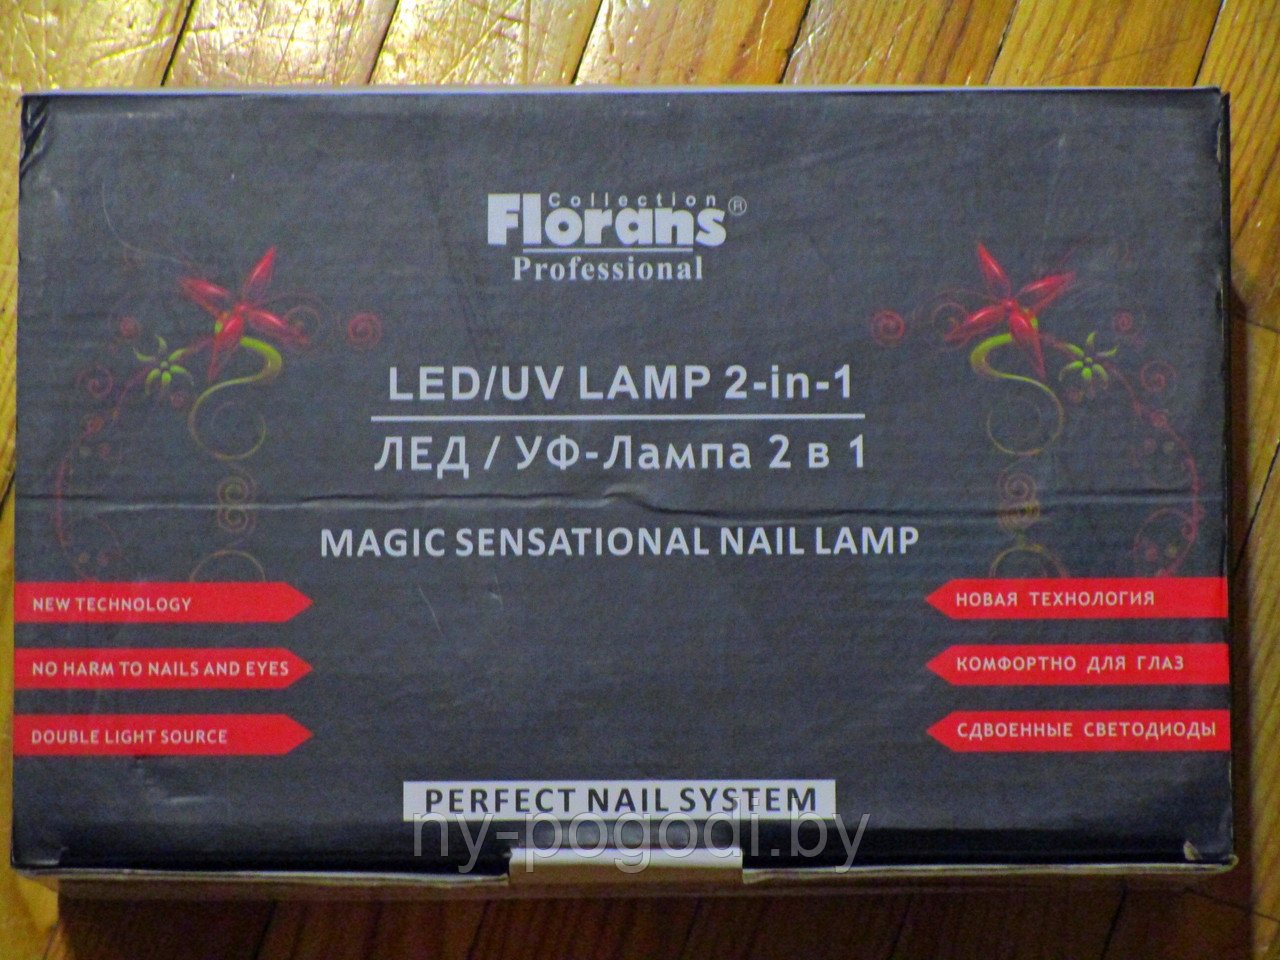 Collection
Florans®
Professional
LED/UV LAMP 2-in-1
ЛЕД / УФ-Лампа 2 в 1
MAGIC SENSATIONAL NAIL LAMP
NEW TECHNOLOGY
NO HARM TO NAILS AND EYES
DOUBLE LIGHT SOURCE
НОВАЯ ТЕХНОЛОГИЯ
КОМФОРТНО ДЛЯ ГЛАЗ
СДВОЕННЫЕ СВЕТОДИОДЫ
PERFECT NAIL SYSTEM
ny-pogodi.by